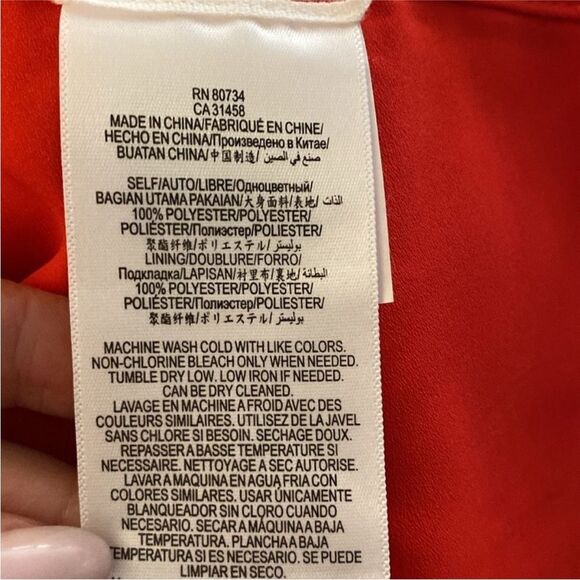 RN 80734
CA 31458
MADE IN CHINA/FABRIQUÉ EN CHINE/
HECHO EN CHINA/Произведено в Китае/
BUATAN CHINA/中国制造/ صنع في الصين/
SELF/AUTO/LIBRE/Одноцветный/
BAGIAN UTAMA PAKAIAN/大身面料/表地/ الذات
100% POLYESTER/POLYESTER/
POLIÉSTER/Полиэстер/POLYESTER/
聚酯纤维/ポリエステル/بوليستر
LINING/DOUBLURE/FORRO/
Подкладка/LAPISAN/衬里布/裏地/ البطانة/
100% POLYESTER/POLYESTER/
POLIÉSTER/Полиэстер/POLYESTER/
聚酯纤维/ポリエステル/بوليستر
MACHINE WASH COLD WITH LIKE COLORS.
NON-CHLORINE BLEACH ONLY WHEN NEEDED.
TUMBLE DRY LOW. LOW IRON IF NEEDED.
CAN BE DRY CLEANED.
LAVAGE EN MACHINE A FROID AVEC DES
COULEURS SIMILAIRES. UTILISEZ DE LA JAVEL
SANS CHLORE SI BESOIN. SECHAGE DOUX.
REPASSER A BASSE TEMPERATURE SI
NECESSAIRE. NETTOYAGE A SEC AUTORISE.
LAVAR A MAQUINA EN AGUA FRIA CON
COLORES SIMILARES. USAR ÚNICAMENTE
BLANQUEADOR SIN CLORO CUANDO
NECESARIO. SECAR A MÁQUINA A BAJA
TEMPERATURA. PLANCHA A BAJA
TEMPERATURA SI ES NECESARIO. SE PUEDE
LIMPIAR EN SECO.